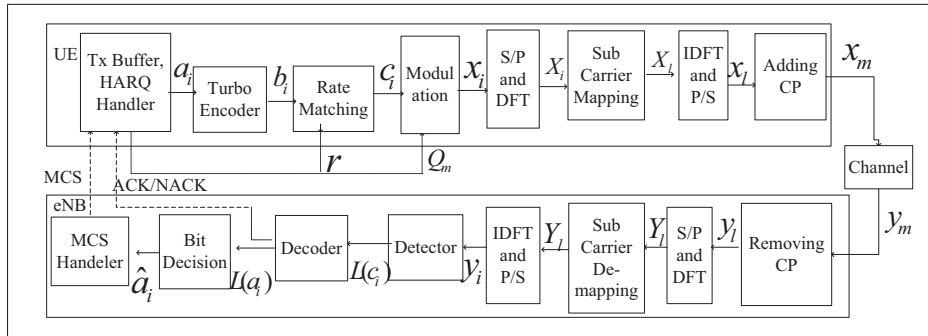 UE
Tx Buffer,
HARQ
Handler
a_i
Turbo
Encoder
b_i
Rate
Matching
c_i
Modul
ation
x_i
S/P
and
DFT
X_i
Sub
Carrier
Mapping
X_l
IDFT
and
P/S
x_l
Adding
CP
x_m
r
Q_m
Channel
MCS
ACK/NACK
eNB
MCS
Handeler
â_i
Bit
Decision
L(a_i)
Decoder
L(c_i)
Detector
y_i
IDFT
and
P/S
Y_l
Sub
Carrier
De-
mapping
Y_l
S/P
and
DFT
y_l
Removing
CP
y_m